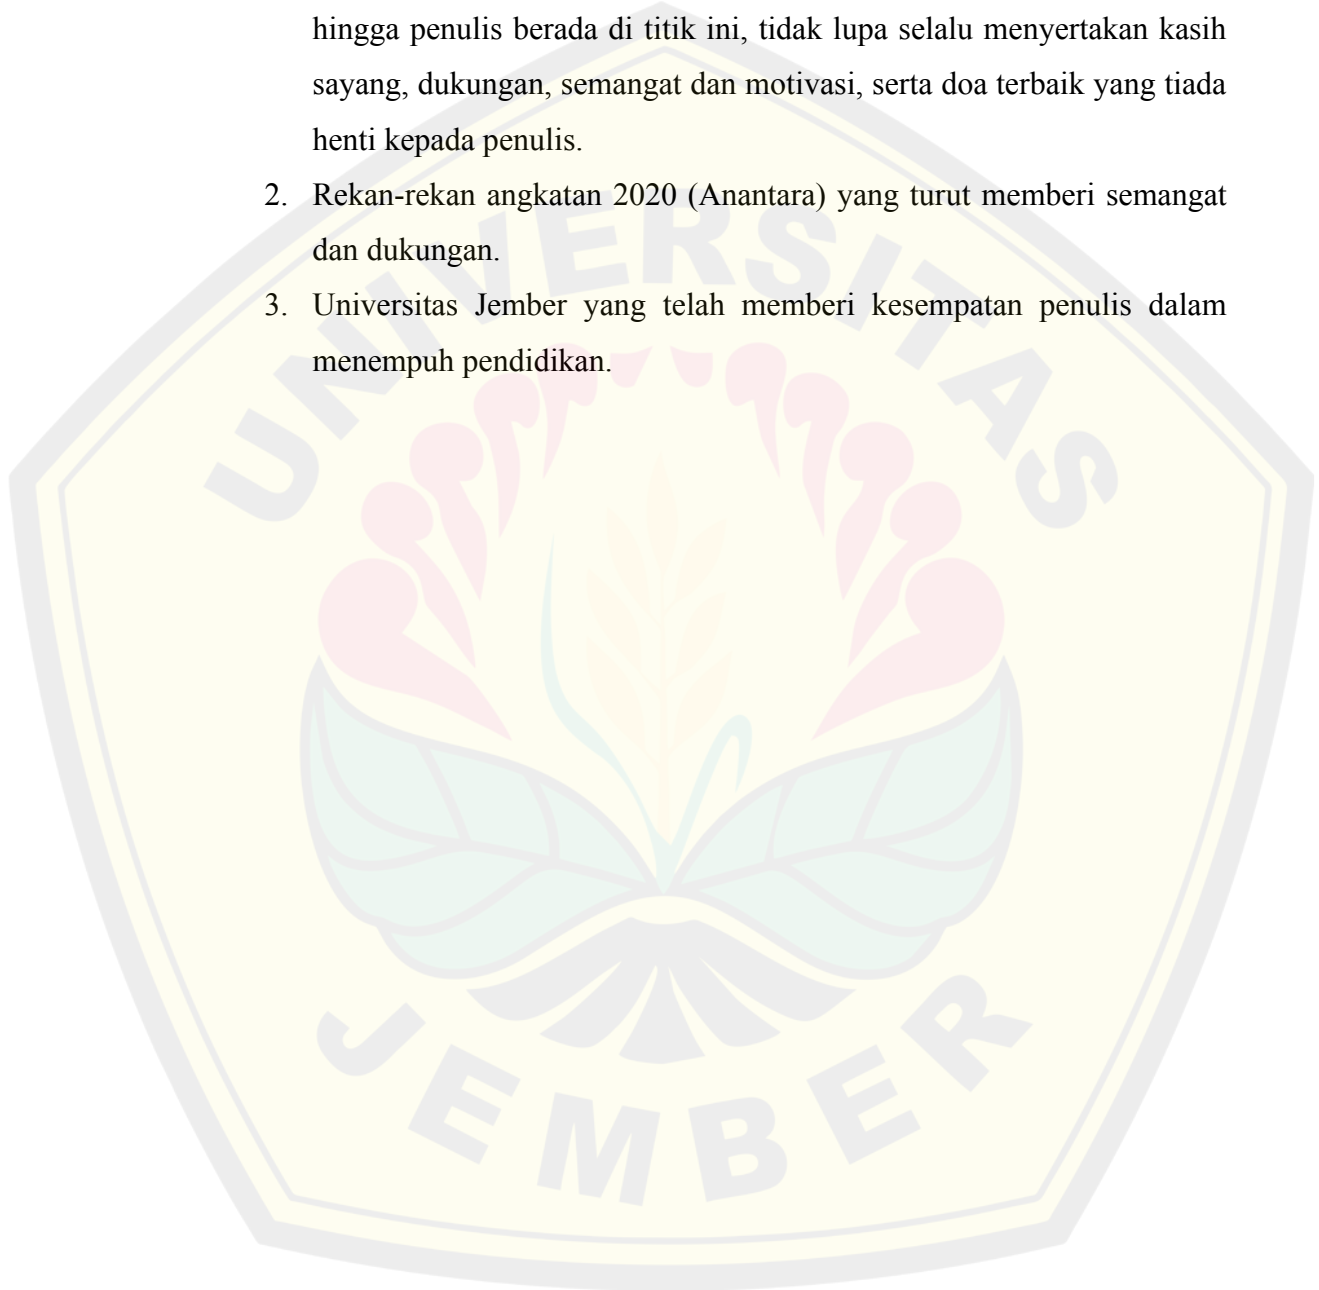 hingga penulis berada di titik ini, tidak lupa selalu menyertakan kasih
sayang, dukungan, semangat dan motivasi, serta doa terbaik yang tiada
henti kepada penulis.
2. Rekan-rekan angkatan 2020 (Anantara) yang turut memberi semangat
dan dukungan.
3. Universitas Jember yang telah memberi kesempatan penulis dalam
menempuh pendidikan.
UNIVERSITAS
JEMBER